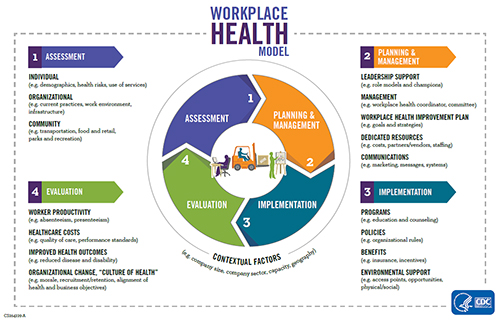 WORKPLACE
HEALTH
MODEL
1 ASSESSMENT
INDIVIDUAL
(e.g. demographics, health risks, use of services)
ORGANIZATIONAL
(e.g. current practices, work environment,
infrastructure)
COMMUNITY
(e.g. transportation, food and retail,
parks and recreation)
2 PLANNING &
MANAGEMENT
LEADERSHIP SUPPORT
(e.g. role models and champions)
MANAGEMENT
(e.g. workplace health coordinator, committee)
WORKPLACE HEALTH IMPROVEMENT PLAN
(e.g. goals and strategies)
DEDICATED RESOURCES
(e.g. costs, partners/vendors, staffing)
COMMUNICATIONS
(e.g. marketing, messages, systems)
ASSESSMENT
1
PLANNING &
MANAGEMENT
2
4
EVALUATION
IMPLEMENTATION
3
CONTEXTUAL FACTORS
(e.g. company size, company sector, capacity, geography)
4 EVALUATION
WORKER PRODUCTIVITY
(e.g. absenteeism, presenteeism)
HEALTHCARE COSTS
(e.g. quality of care, performance standards)
IMPROVED HEALTH OUTCOMES
(e.g. reduced disease and disability)
ORGANIZATIONAL CHANGE, "CULTURE OF HEALTH"
(e.g. morale, recruitment/retention, alignment
of health and business objectives)
3 IMPLEMENTATION
PROGRAMS
(e.g. education and counseling)
POLICIES
(e.g. organizational rules)
BENEFITS
(e.g. insurance, incentives)
ENVIRONMENTAL SUPPORT
(e.g. access points, opportunities,
physical/social)
CDC